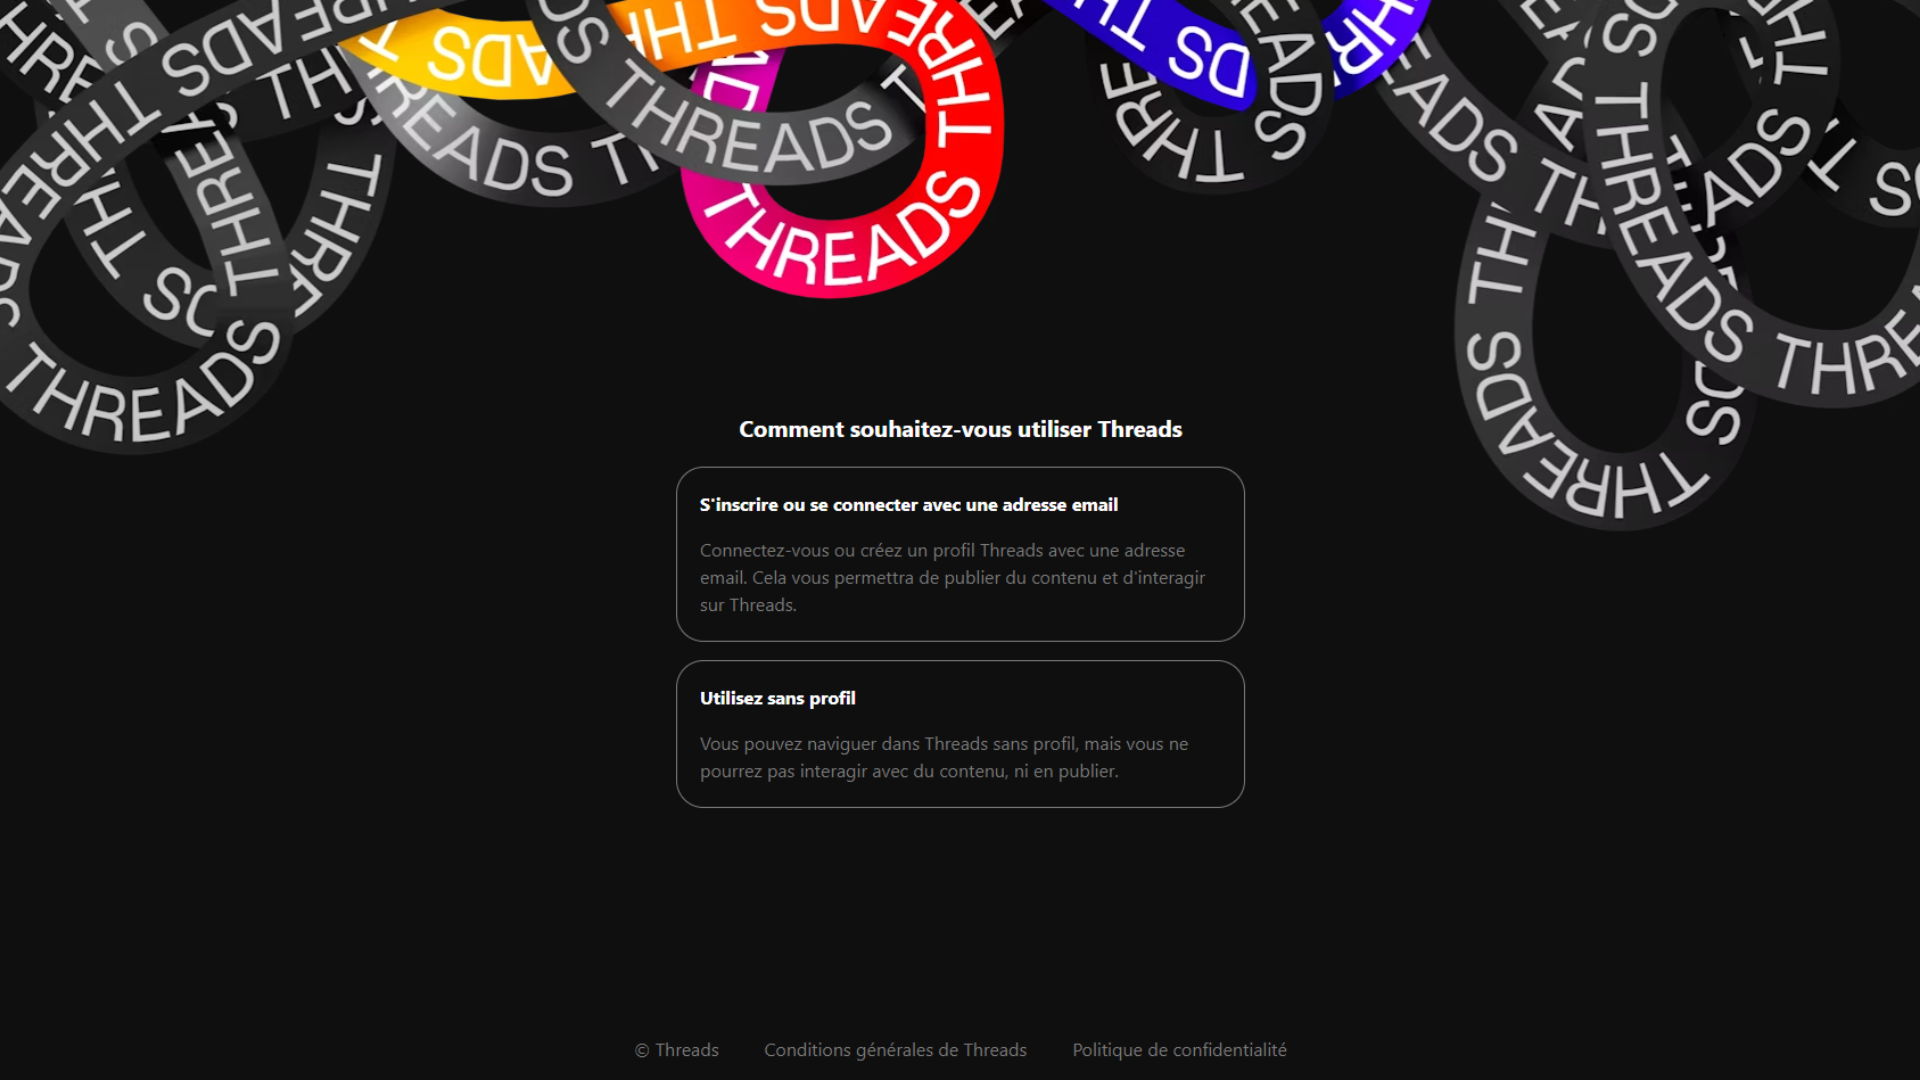 THREADS THREADS THREADS
Comment souhaitez-vous utiliser Threads
S'inscrire ou se connecter avec une adresse email
Connectez-vous ou créez un profil Threads avec une adresse
email. Cela vous permettra de publier du contenu et d'interagir
sur Threads.
Utilisez sans profil
Vous pouvez naviguer dans Threads sans profil, mais vous ne
pourrez pas interagir avec du contenu, ni en publier.
© Threads Conditions générales de Threads Politique de confidentialité